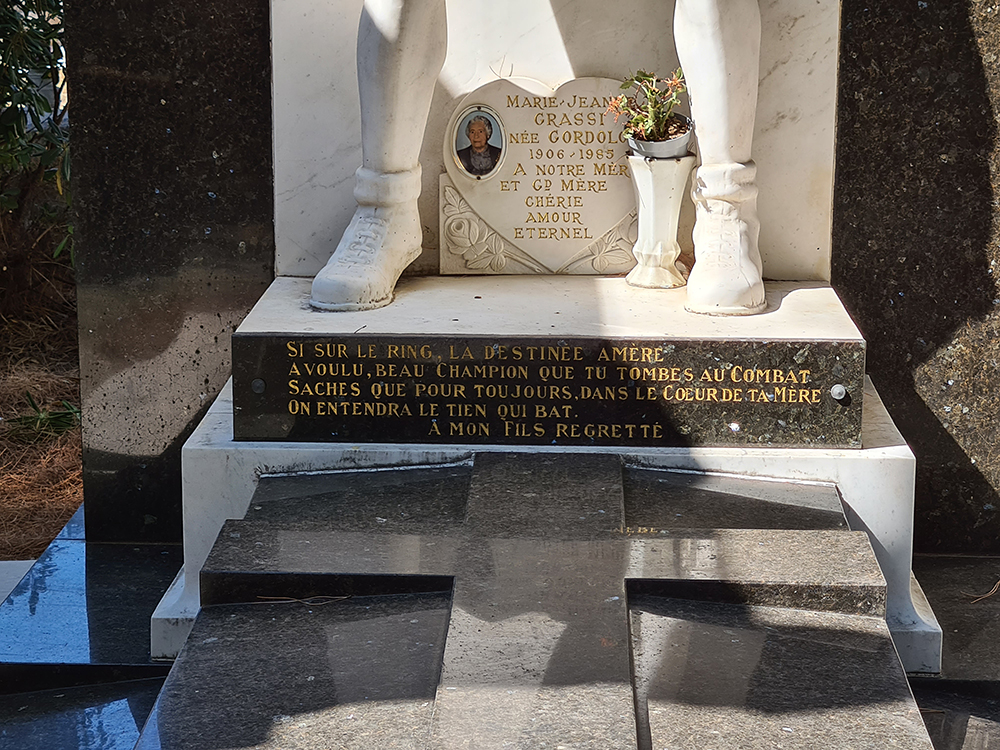 MARIE-JEAN
GRASSI
NÉE GORDOLO
1906-1985
A NOTRE MÈR
ET GD MÈRE
CHÉRIE
AMOUR
ETERNEL
SI SUR LE RING, LA DESTINÉE AMÈRE
A VOULU, BEAU CHAMPION QUE TU TOMBES AU COMBAT
SACHES QUE POUR TOUJOURS, DANS LE COEUR DE TA MÈRE
ON ENTENDRA LE TIEN QUI BAT.
À MON FILS REGRETTÉ